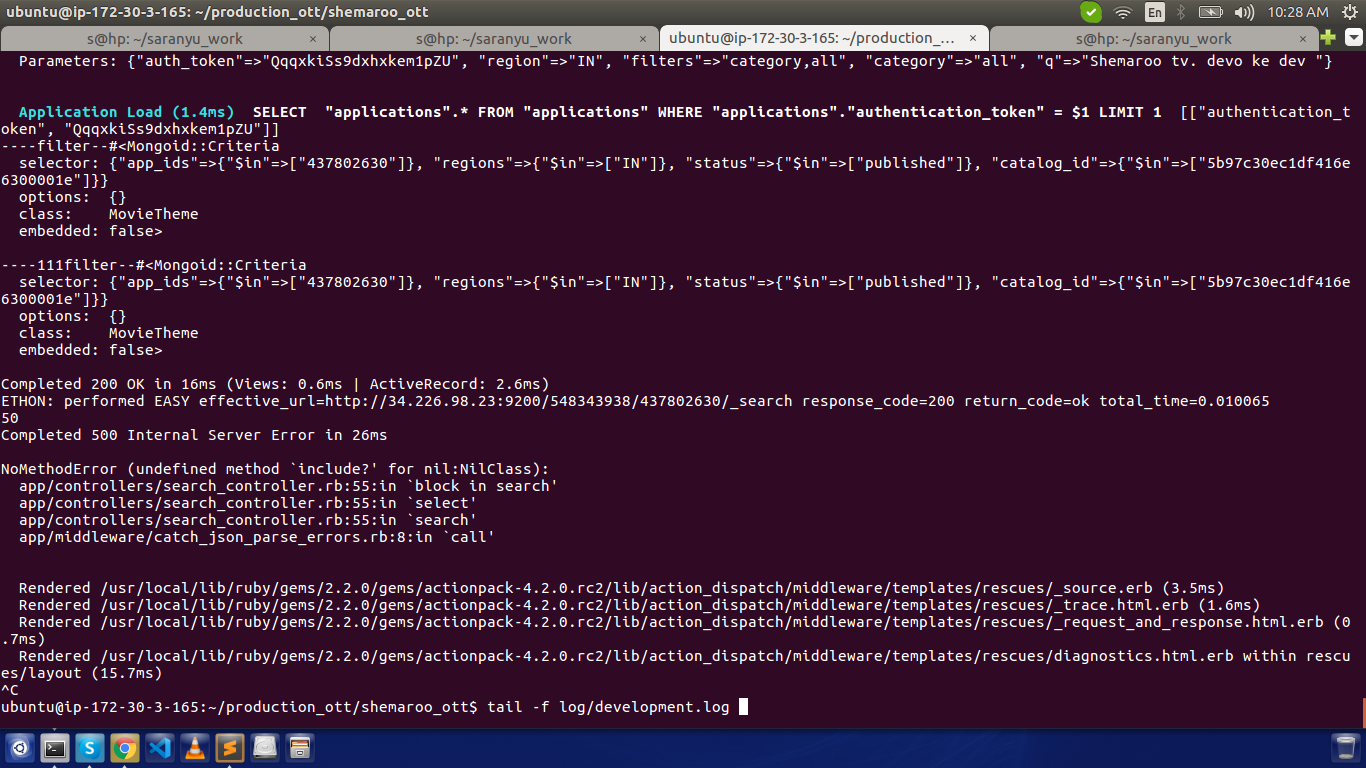 ubuntu@ip-172-30-3-165: ~/production_ott/shemaroo_ott
En
10:28 AM
s@hp: ~/saranyu_work ×
s@hp: ~/saranyu_work ×
ubuntu@ip-172-30-3-165: ~/production_... ×
s@hp: ~/saranyu_work ×
Parameters: {"auth_token"=>"QqqxkiSs9dxhxkem1pZU", "region"=>"IN", "filters"=>"category,all", "category"=>"all", "q"=>"Shemaroo tv. devo ke dev "}
Application Load (1.4ms)  SELECT  "applications".* FROM "applications" WHERE "applications"."authentication_token" = $1 LIMIT 1  [["authentication_t
oken", "QqqxkiSs9dxhxkem1pZU"]]
----filter--#<Mongoid::Criteria
selector: {"app_ids"=>{"$in"=>["437802630"]}, "regions"=>{"$in"=>["IN"]}, "status"=>{"$in"=>["published"]}, "catalog_id"=>{"$in"=>["5b97c30ec1df416e
6300001e"]}}
options:  {}
class:    MovieTheme
embedded: false>
----111filter--#<Mongoid::Criteria
selector: {"app_ids"=>{"$in"=>["437802630"]}, "regions"=>{"$in"=>["IN"]}, "status"=>{"$in"=>["published"]}, "catalog_id"=>{"$in"=>["5b97c30ec1df416e
6300001e"]}}
options:  {}
class:    MovieTheme
embedded: false>
Completed 200 OK in 16ms (Views: 0.6ms | ActiveRecord: 2.6ms)
ETHON: performed EASY effective_url=http://34.226.98.23:9200/548343938/437802630/_search response_code=200 return_code=ok total_time=0.010065
50
Completed 500 Internal Server Error in 26ms
NoMethodError (undefined method `include?' for nil:NilClass):
app/controllers/search_controller.rb:55:in `block in search'
app/controllers/search_controller.rb:55:in `select'
app/controllers/search_controller.rb:55:in `search'
app/middleware/catch_json_parse_errors.rb:8:in `call'
Rendered /usr/local/lib/ruby/gems/2.2.0/gems/actionpack-4.2.0.rc2/lib/action_dispatch/middleware/templates/rescues/_source.erb (3.5ms)
Rendered /usr/local/lib/ruby/gems/2.2.0/gems/actionpack-4.2.0.rc2/lib/action_dispatch/middleware/templates/rescues/_trace.html.erb (1.6ms)
Rendered /usr/local/lib/ruby/gems/2.2.0/gems/actionpack-4.2.0.rc2/lib/action_dispatch/middleware/templates/rescues/_request_and_response.html.erb (0
.7ms)
Rendered /usr/local/lib/ruby/gems/2.2.0/gems/actionpack-4.2.0.rc2/lib/action_dispatch/middleware/templates/rescues/diagnostics.html.erb within rescu
es/layout (15.7ms)
^C
ubuntu@ip-172-30-3-165:~/production_ott/shemaroo_ott$ tail -f log/development.log